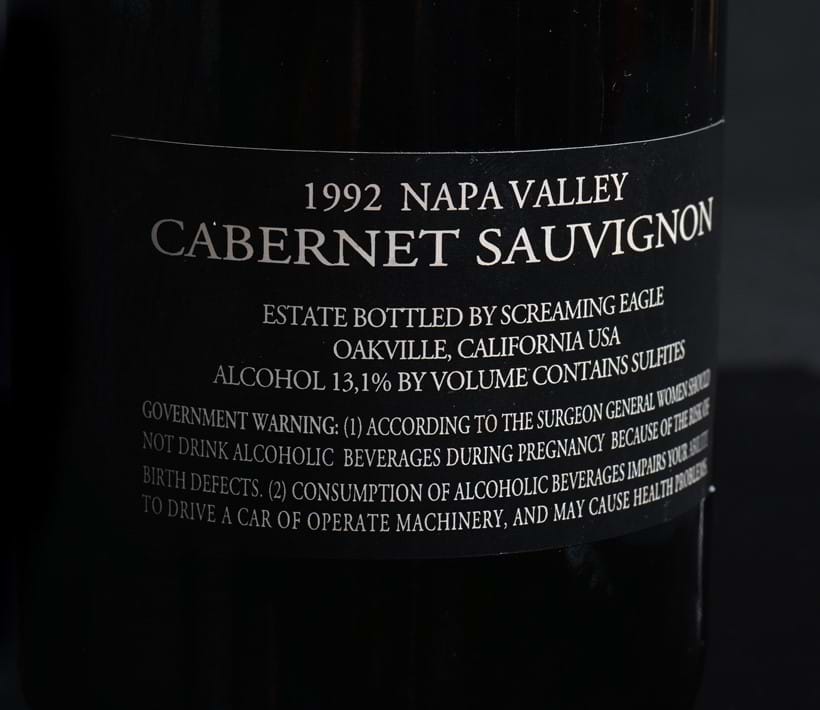 1992 NAPA VALLEY
CABERNET SAUVIGNON
ESTATE BOTTLED BY SCREAMING EAGLE
OAKVILLE, CALIFORNIA USA
ALCOHOL 13,1% BY VOLUME CONTAINS SULFITES
GOVERNMENT WARNING: (1) ACCORDING TO THE SURGEON GENERAL WOMEN SHOULD
NOT DRINK ALCOHOLIC BEVERAGES DURING PREGNANCY BECAUSE OF THE RISK OF
BIRTH DEFECTS. (2) CONSUMPTION OF ALCOHOLIC BEVERAGES IMPAIRS YOUR ABILITY
TO DRIVE A CAR OF OPERATE MACHINERY, AND MAY CAUSE HEALTH PROBLEMS.